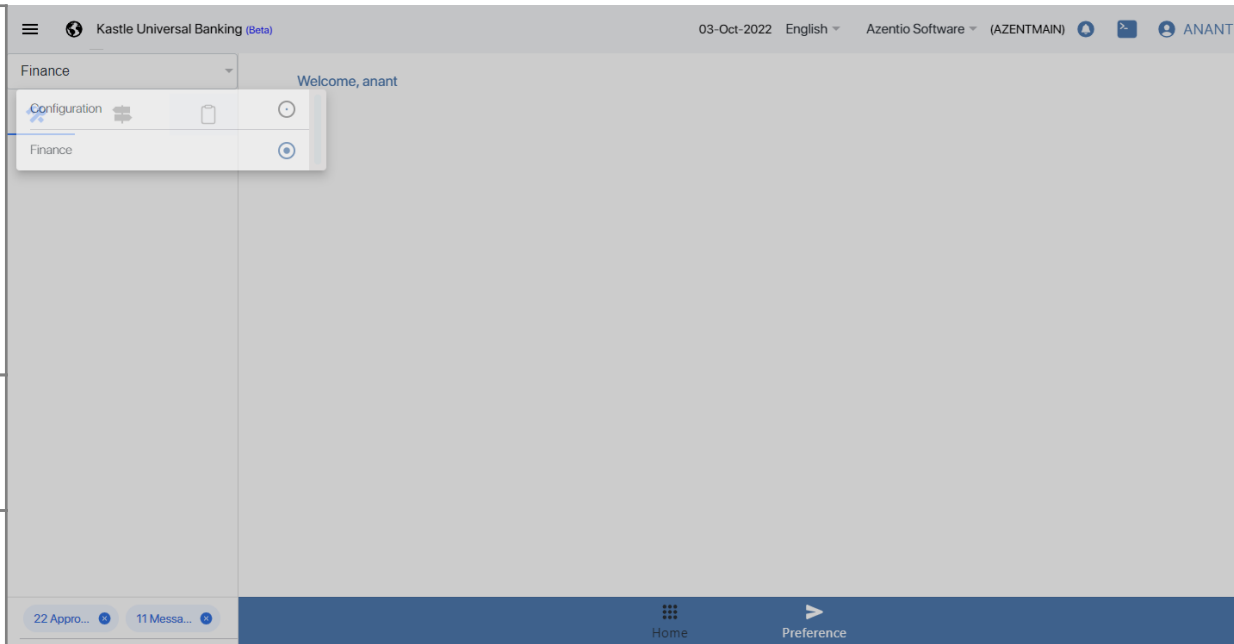 Kastle Universal Banking (Beta) 03-Oct-2022 English Azentio Software (AZENTMAIN) ANANT
Finance
Welcome, anant
Configuration
Finance
22 Appro... 11 Messa...
Home Preference